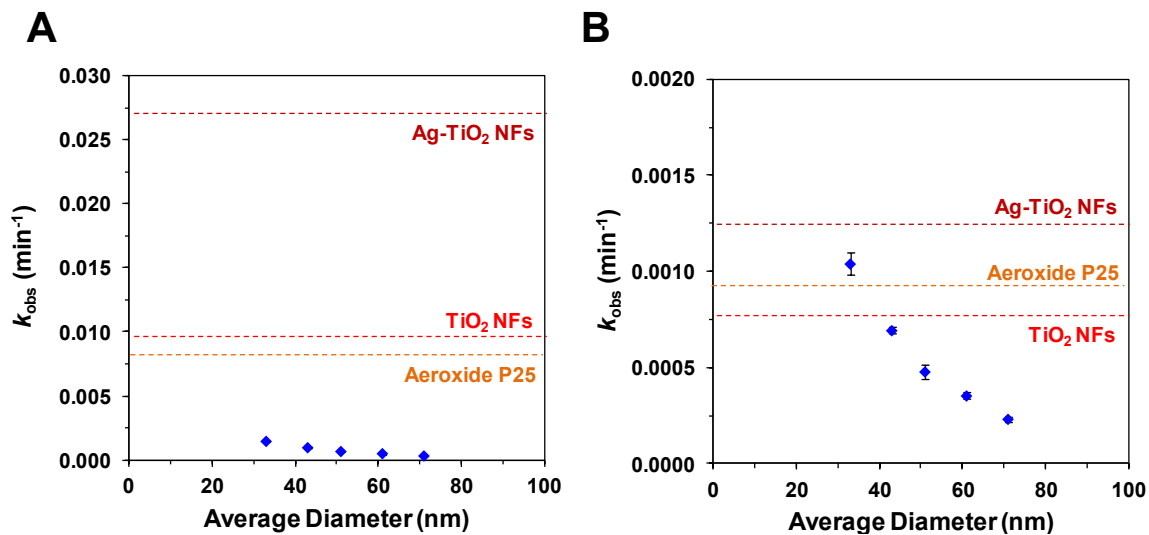 A
0.030
0.025
0.020
0.015
0.010
0.005
0.000
0 20 40 60 80 100
k_obs (min⁻¹)
Average Diameter (nm)
Ag-TiO₂ NFs
TiO₂ NFs
Aeroxide P25
B
0.0020
0.0015
0.0010
0.0005
0.0000
0 20 40 60 80 100
k_obs (min⁻¹)
Average Diameter (nm)
Ag-TiO₂ NFs
Aeroxide P25
TiO₂ NFs